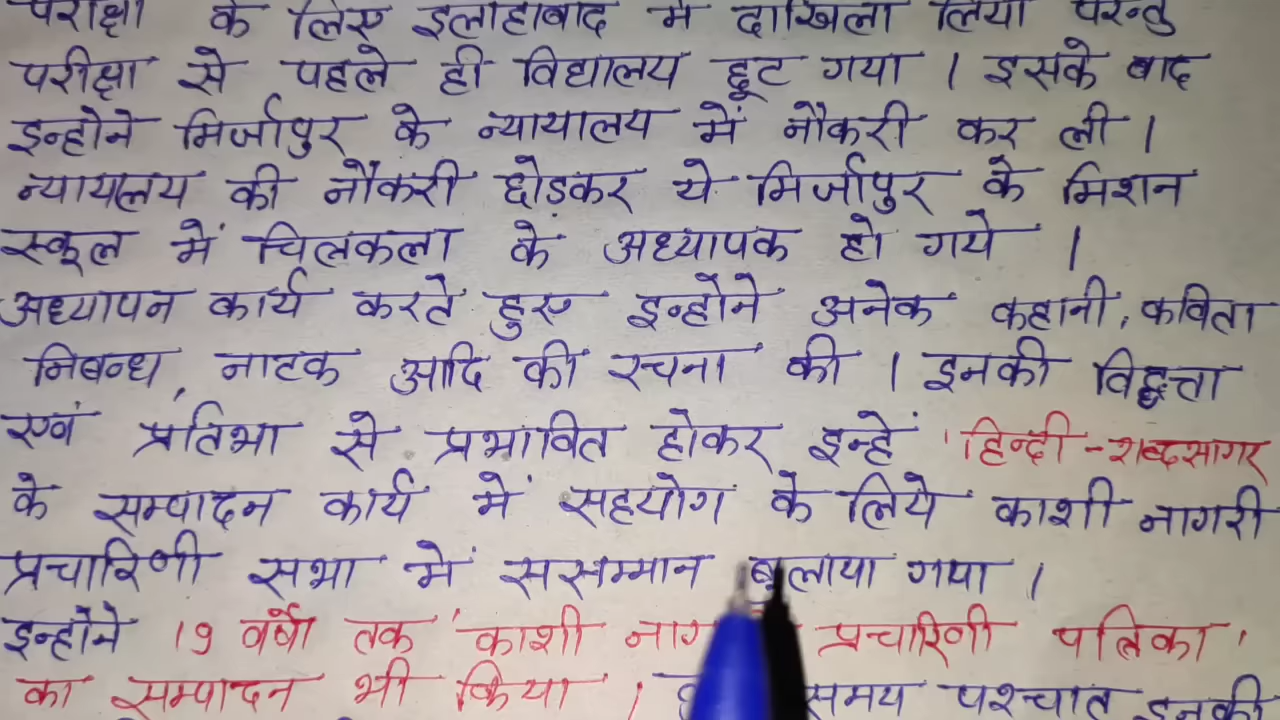 परीक्षा के लिए इलाहाबाद में दाखिला लिया परन्तु
परीक्षा से पहले ही विद्यालय छूट गया । इसके बाद
इन्होने मिर्जापुर के न्यायालय में नौकरी कर ली ।
न्यायलय की नौकरी छोड़कर ये मिर्जापुर के मिशन
स्कूल में चित्रकला के अध्यापक हो गये ।
अध्यापन कार्य करते हुए इन्होने अनेक कहानी, कविता
निबन्ध, नाटक आदि की रचना की । इनकी विद्वत्ता
एवं प्रतिभा से प्रभावित होकर इन्हें 'हिन्दी-शब्दसागर
के सम्पादन कार्य में सहयोग के लिये काशी नागरी
प्रचारिणी सभा में ससम्मान बुलाया गया ।
इन्होंने 19 वर्षो तक 'काशी प्रचारिणी पत्रिका'
का सम्पादन भी किया । समय पश्चात इनकी